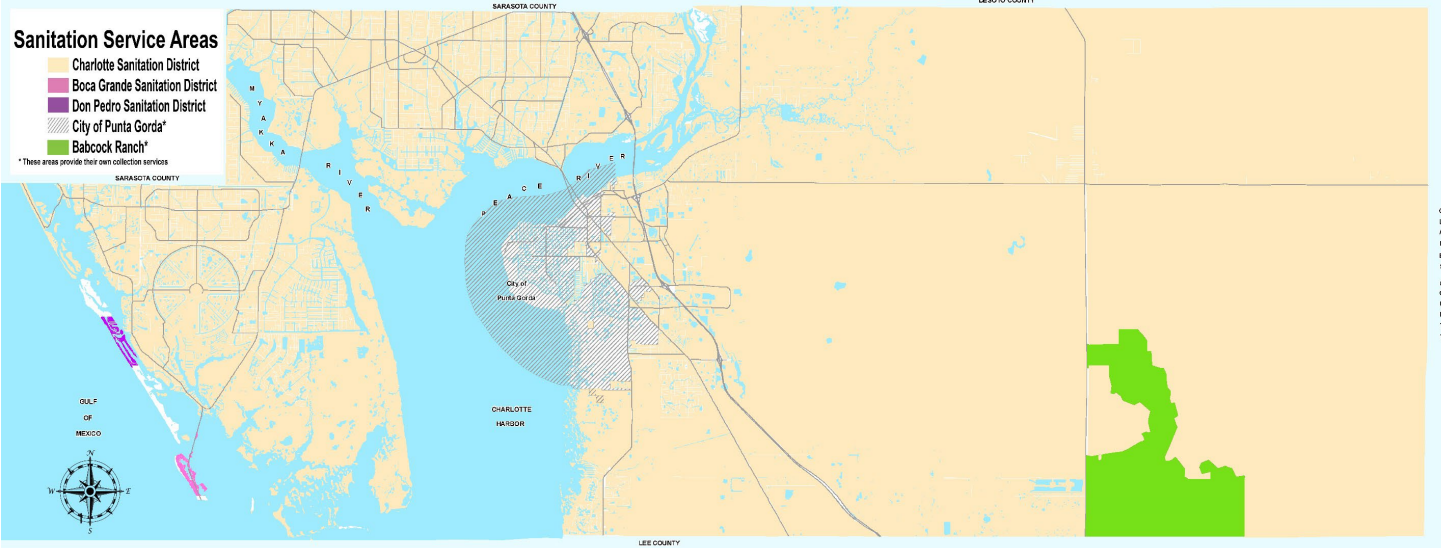 SARASOTA COUNTY
DESOTO COUNTY
Sanitation Service Areas
Charlotte Sanitation District
Boca Grande Sanitation District
Don Pedro Sanitation District
City of Punta Gorda*
Babcock Ranch*
* These areas provide their own collection services
SARASOTA COUNTY
MYAKKA RIVER
PEACE RIVER
City of
Punta Gorda
GULF
OF
MEXICO
CHARLOTTE
HARBOR
N
W
E
S
LEE COUNTY